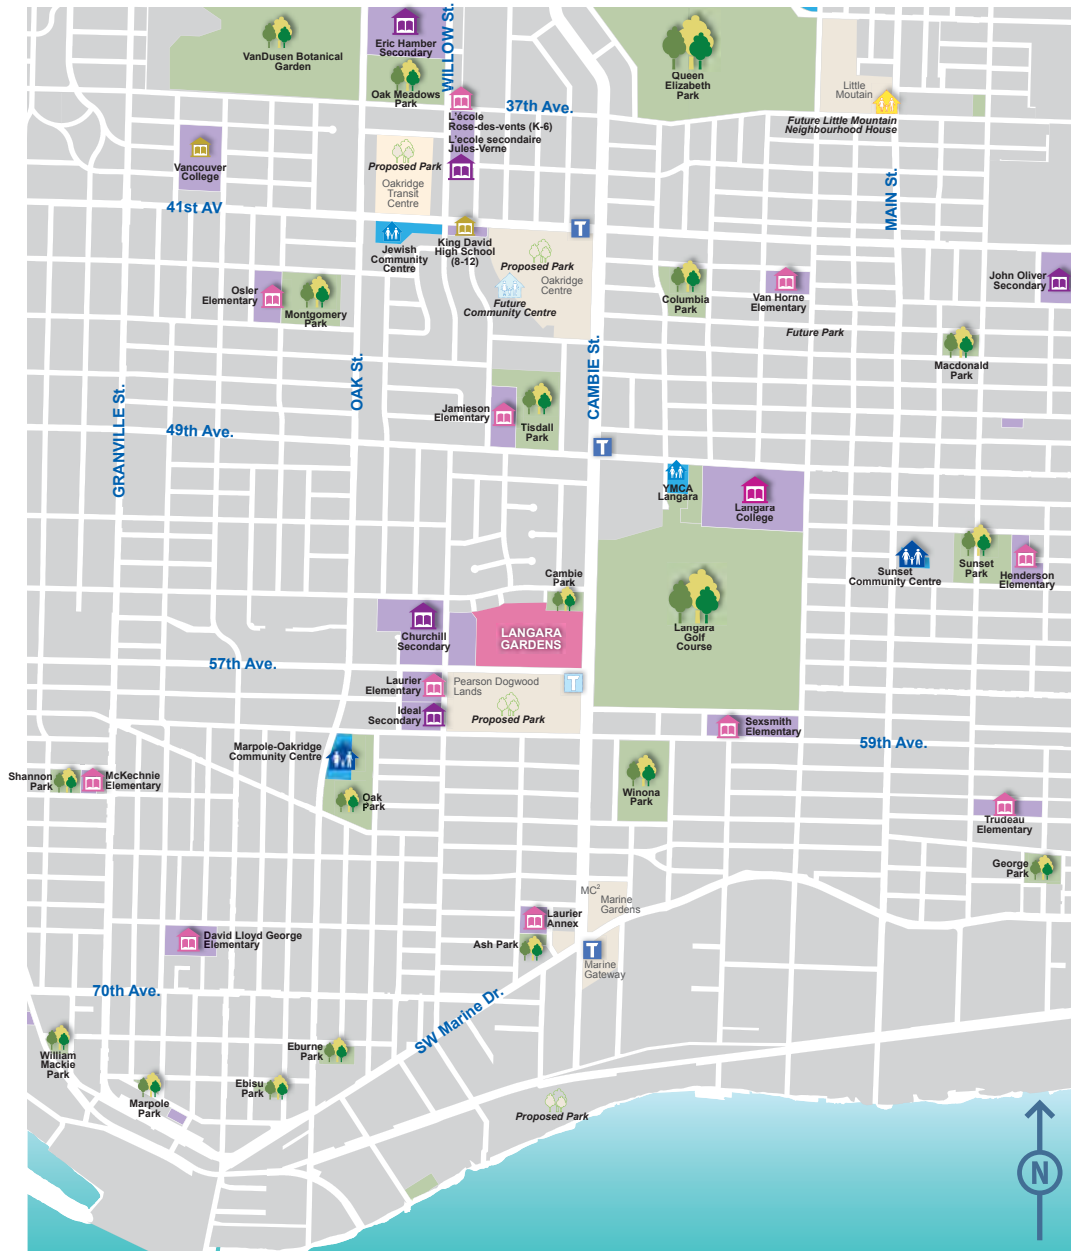 WILLOW St.
Eric Hamber
Secondary
VanDusen Botanical
Garden
Oak Meadows
Park
Queen
Elizabeth
Park
Little
Moutain
37th Ave.
L'école
Rose-des-vents (K-6)
L'ecole secondaire
Jules-Verne
Future Little Mountain
Neighbourhood House
Vancouver
College
Proposed Park
Oakridge
Transit
Centre
MAIN St.
41st AV
T
Jewish
Community
Centre
King David
High School
(8-12)
Proposed Park
Oakridge
Centre
Future
Community Centre
Osler
Elementary
Montgomery
Park
Columbia
Park
Van Horne
Elementary
John Oliver
Secondary
Future Park
Macdonald
Park
OAK St.
CAMBIE St.
GRANVILLE St.
Jamieson
Elementary
Tisdall
Park
49th Ave.
T
YMCA
Langara
Langara
College
Sunset
Community Centre
Sunset
Park
Henderson
Elementary
Cambie
Park
Churchill
Secondary
LANGARA
GARDENS
Langara
Golf
Course
57th Ave.
Laurier
Elementary
Pearson Dogwood
Lands
T
Ideal
Secondary
Proposed Park
Sexsmith
Elementary
59th Ave.
Marpole-Oakridge
Community Centre
Shannon
Park
McKechnie
Elementary
Oak
Park
Winona
Park
Trudeau
Elementary
George
Park
MC2
Marine
Gardens
Laurier
Annex
David Lloyd George
Elementary
Ash Park
T
Marine
Gateway
70th Ave.
SW Marine Dr.
William
Mackie
Park
Eburne
Park
Marpole
Park
Ebisu
Park
Proposed Park
N